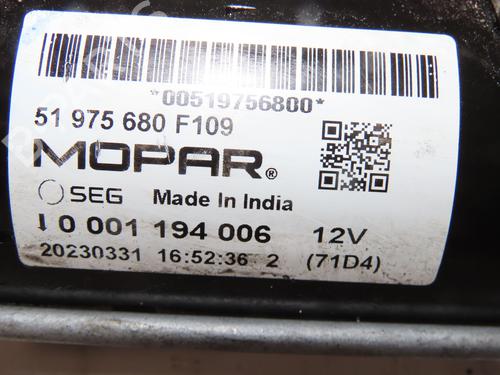 *00519756800*
51 975 680 F109
MOPAR®
SEG Made In India
0 001 194 006 12V
20230331 16:52:36 2 (71D4)